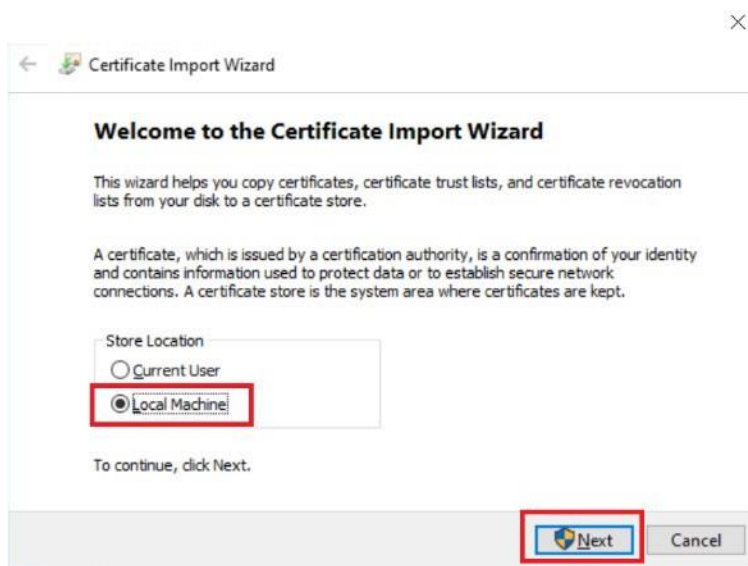 Certificate Import Wizard
Welcome to the Certificate Import Wizard
This wizard helps you copy certificates, certificate trust lists, and certificate revocation
lists from your disk to a certificate store.
A certificate, which is issued by a certification authority, is a confirmation of your identity
and contains information used to protect data or to establish secure network
connections. A certificate store is the system area where certificates are kept.
Store Location
Current User
Local Machine
To continue, click Next.
Next
Cancel